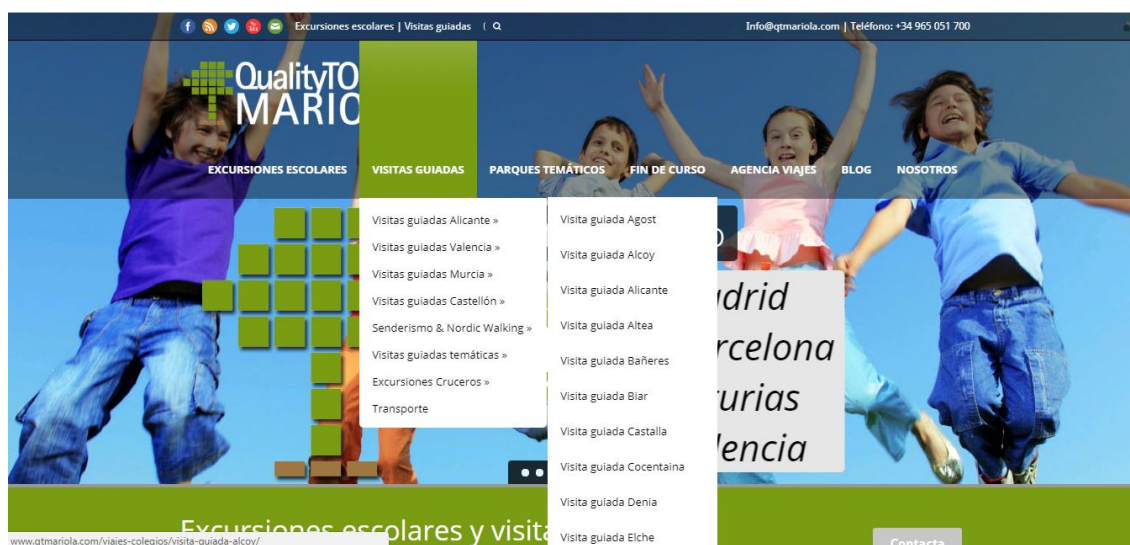 Excursiones escolares | Visitas guiadas
Info@qtmariola.com | Teléfono: +34 965 051 700
QualityTO
MARIO
EXCURSIONES ESCOLARES
VISITAS GUIADAS
PARQUES TEMÁTICOS
FIN DE CURSO
AGENCIA VIAJES
BLOG
NOSOTROS
Visitas guiadas Alicante »
Visitas guiadas Valencia »
Visitas guiadas Murcia »
Visitas guiadas Castellón »
Senderismo & Nordic Walking »
Visitas guiadas temáticas »
Excursiones Cruceros »
Transporte
Visita guiada Agost
Visita guiada Alcoy
Visita guiada Alicante
Visita guiada Altea
Visita guiada Bañeres
Visita guiada Biar
Visita guiada Castalla
Visita guiada Cocentaina
Visita guiada Denia
Visita guiada Elche
drid
rcelona
urias
lencia
Excursiones escolares y visita
Contacta
www.qtmariola.com/viajes-colegios/visita-guiada-alcoy/